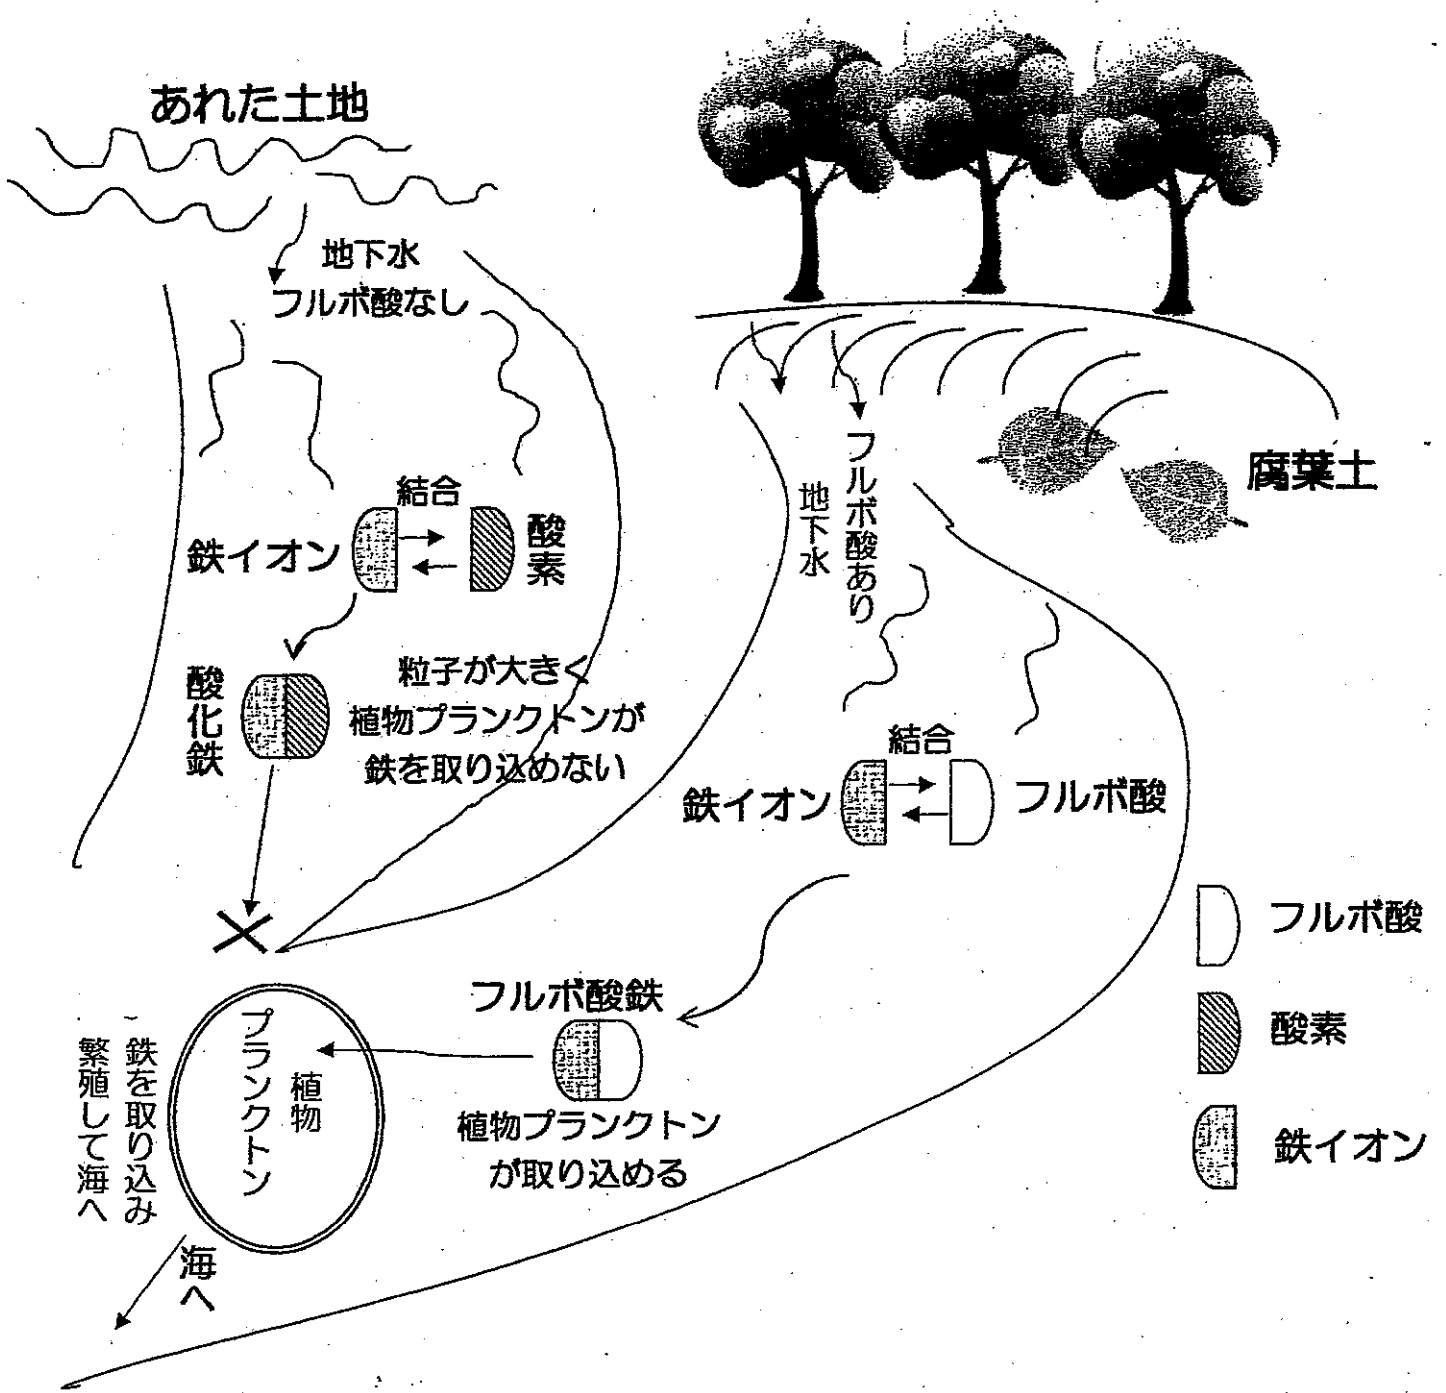 あれた土地
地下水
フルボ酸なし
結合
鉄イオン
酸素
酸化鉄
粒子が大きく
植物プランクトンが
鉄を取り込めない
腐葉土
フルボ酸あり
地下水
結合
鉄イオン
フルボ酸
フルボ酸鉄
植物プランクトン
が取り込める
植物
プランクトン
鉄を取り込み
繁殖して海へ
海へ
フルボ酸
酸素
鉄イオン